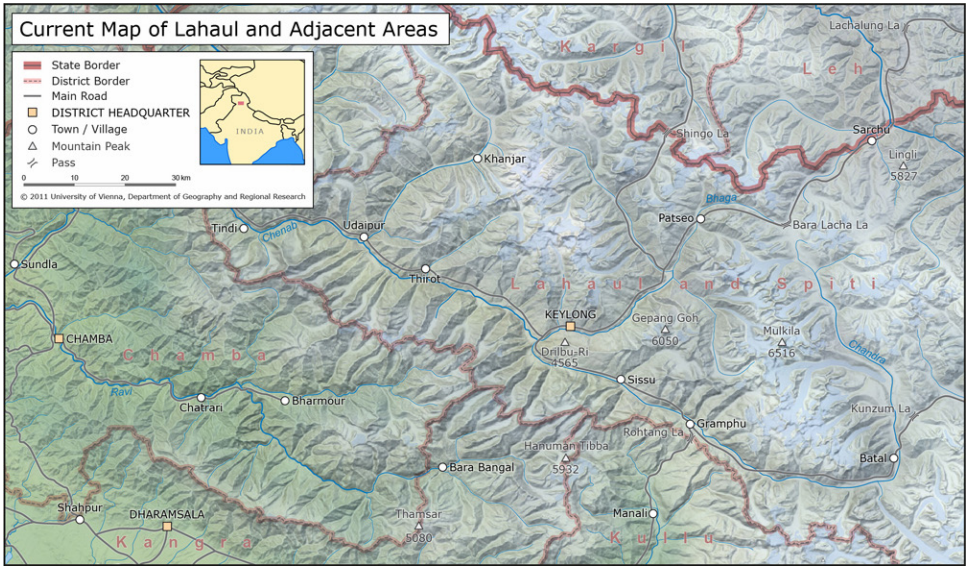 Current Map of Lahaul and Adjacent Areas
State Border
District Border
Main Road
DISTRICT HEADQUARTER
Town / Village
Mountain Peak
Pass
0 10 20 30 km
© 2011 University of Vienna, Department of Geography and Regional Research
INDIA
Lachalung La
Kargil
Leh
Shingo La
Sarchu
Lingli
5827
Khanjar
Bhaga
Patseo
Bara Lacha La
Tindi
Chenab
Udaipur
Sundla
Thirot
Lahaul and Spiti
KEYLONG
Gepang Goh
6050
Mulkila
6516
CHAMBA
Chamba
Drilbu-Ri
4565
Chandra
Sissu
Ravi
Chatrari
Bharmour
Kunzum La
Gramphu
Rohtang La
Hanuman Tibba
5932
Batal
Bara Bangal
Shahpur
DHARAMSALA
Thamsar
5080
Manali
Kangra
Kullu